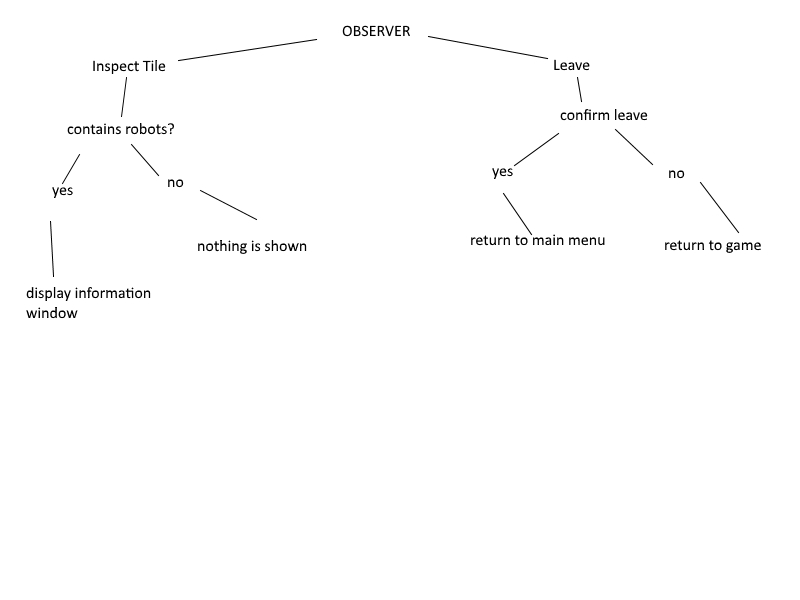 OBSERVER
Inspect Tile
Leave
contains robots?
confirm leave
yes
no
yes
no
nothing is shown
return to main menu
return to game
display information
window